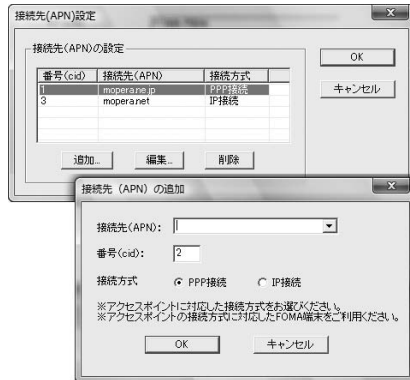 接続先(APN)設定
接続先(APN)の設定
番号(cid) 接続先(APN) 接続方式
1 mopera.ne.jp PPP接続
3 mopera.net IP接続
追加... 編集... 削除
OK
キャンセル
接続先（APN）の追加
接続先(APN):
番号(cid): 2
接続方式 PPP接続 IP接続
※アクセスポイントに対応した接続方式をお選びください。
※アクセスポイントの接続方式に対応したFOMA端末をご利用ください。
OK キャンセル